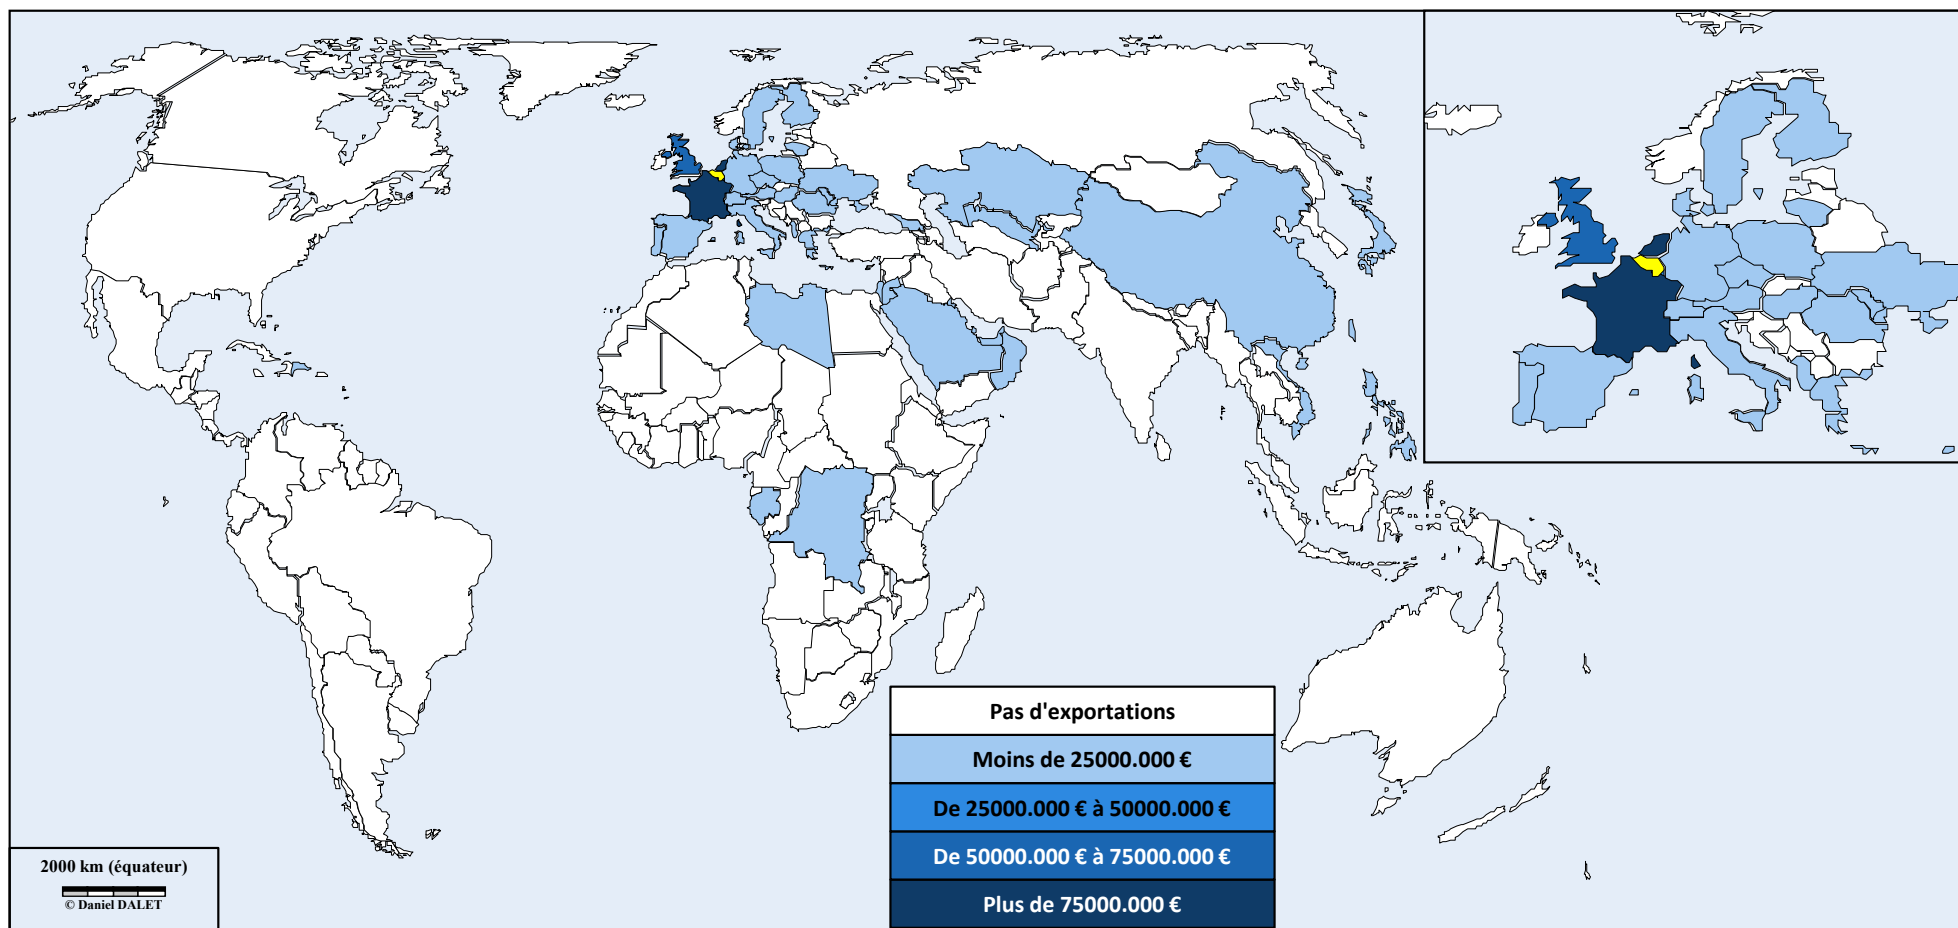 Pas d'exportations
Moins de 25000.000 €
De 25000.000 € à 50000.000 €
De 50000.000 € à 75000.000 €
Plus de 75000.000 €
2000 km (équateur)
© Daniel DALET